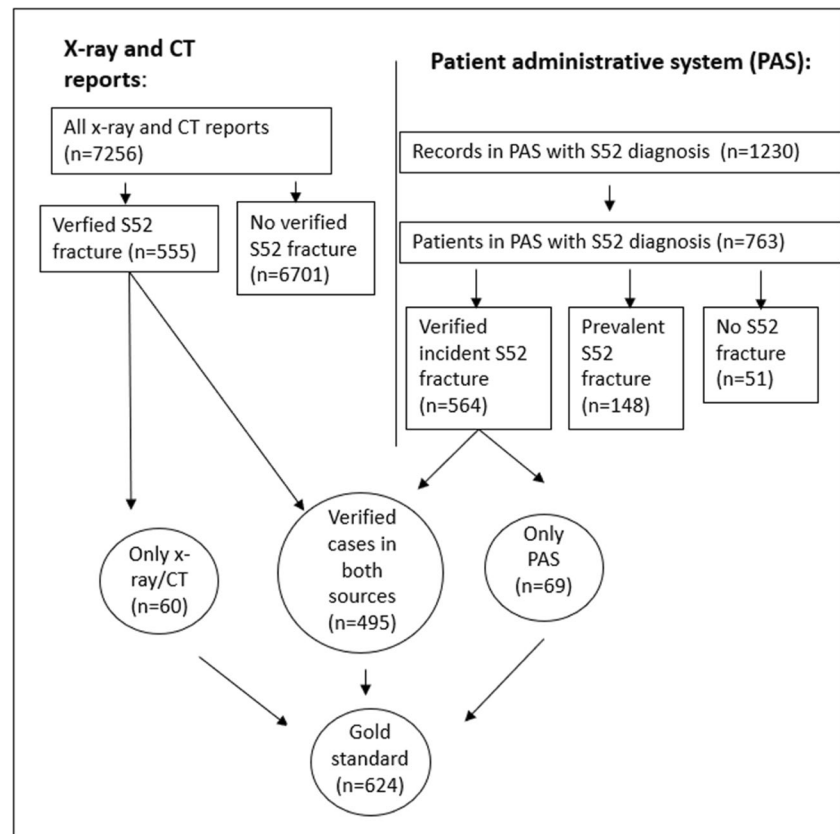 X-ray and CT
reports:
All x-ray and CT reports
(n=7256)
Verfied S52
fracture (n=555)
No verified
S52 fracture
(n=6701)
Patient administrative system (PAS):
Records in PAS with S52 diagnosis (n=1230)
Patients in PAS with S52 diagnosis (n=763)
Verified
incident S52
fracture
(n=564)
Prevalent
S52
fracture
(n=148)
No S52
fracture
(n=51)
Only x-
ray/CT
(n=60)
Verified
cases in
both
sources
(n=495)
Only
PAS
(n=69)
Gold
standard
(n=624)